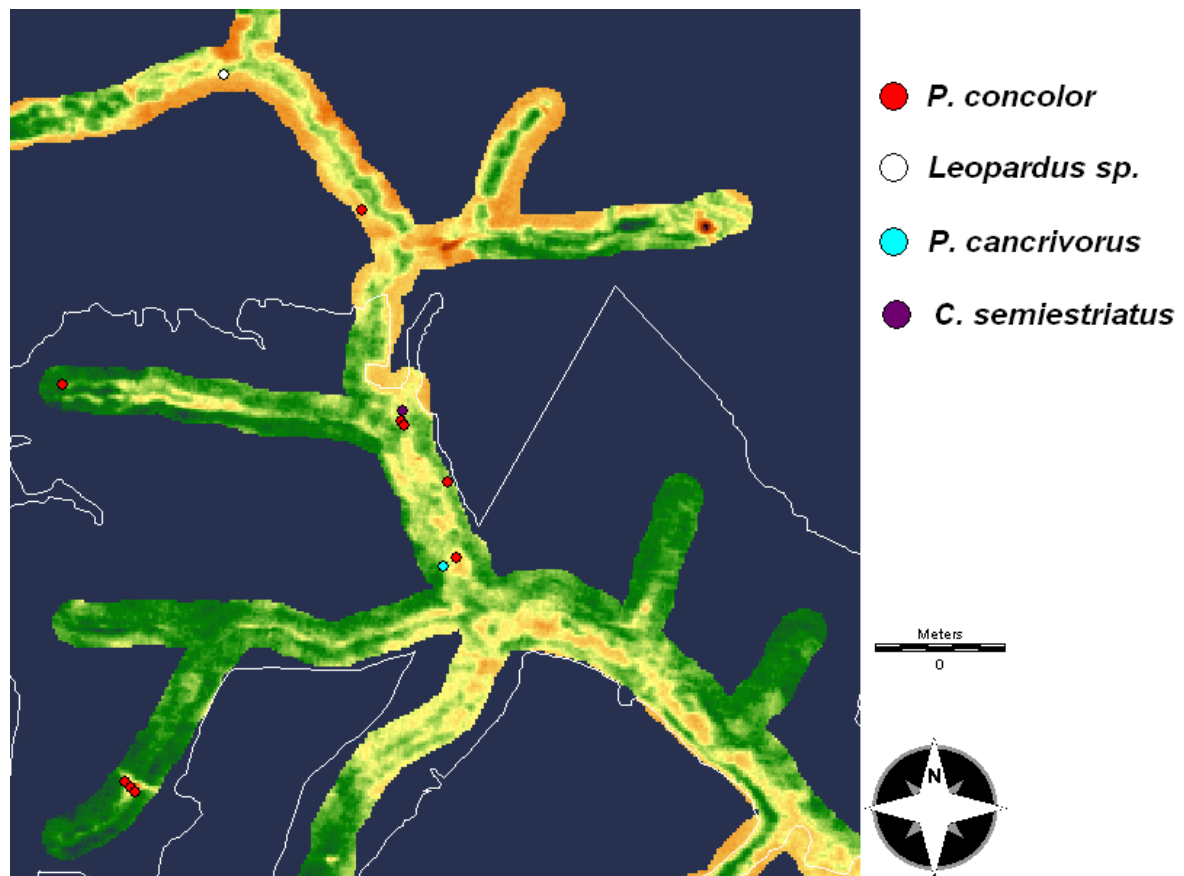 P. concolor
Leopardus sp.
P. cancrivorus
C. semiestriatus
Meters
0
N